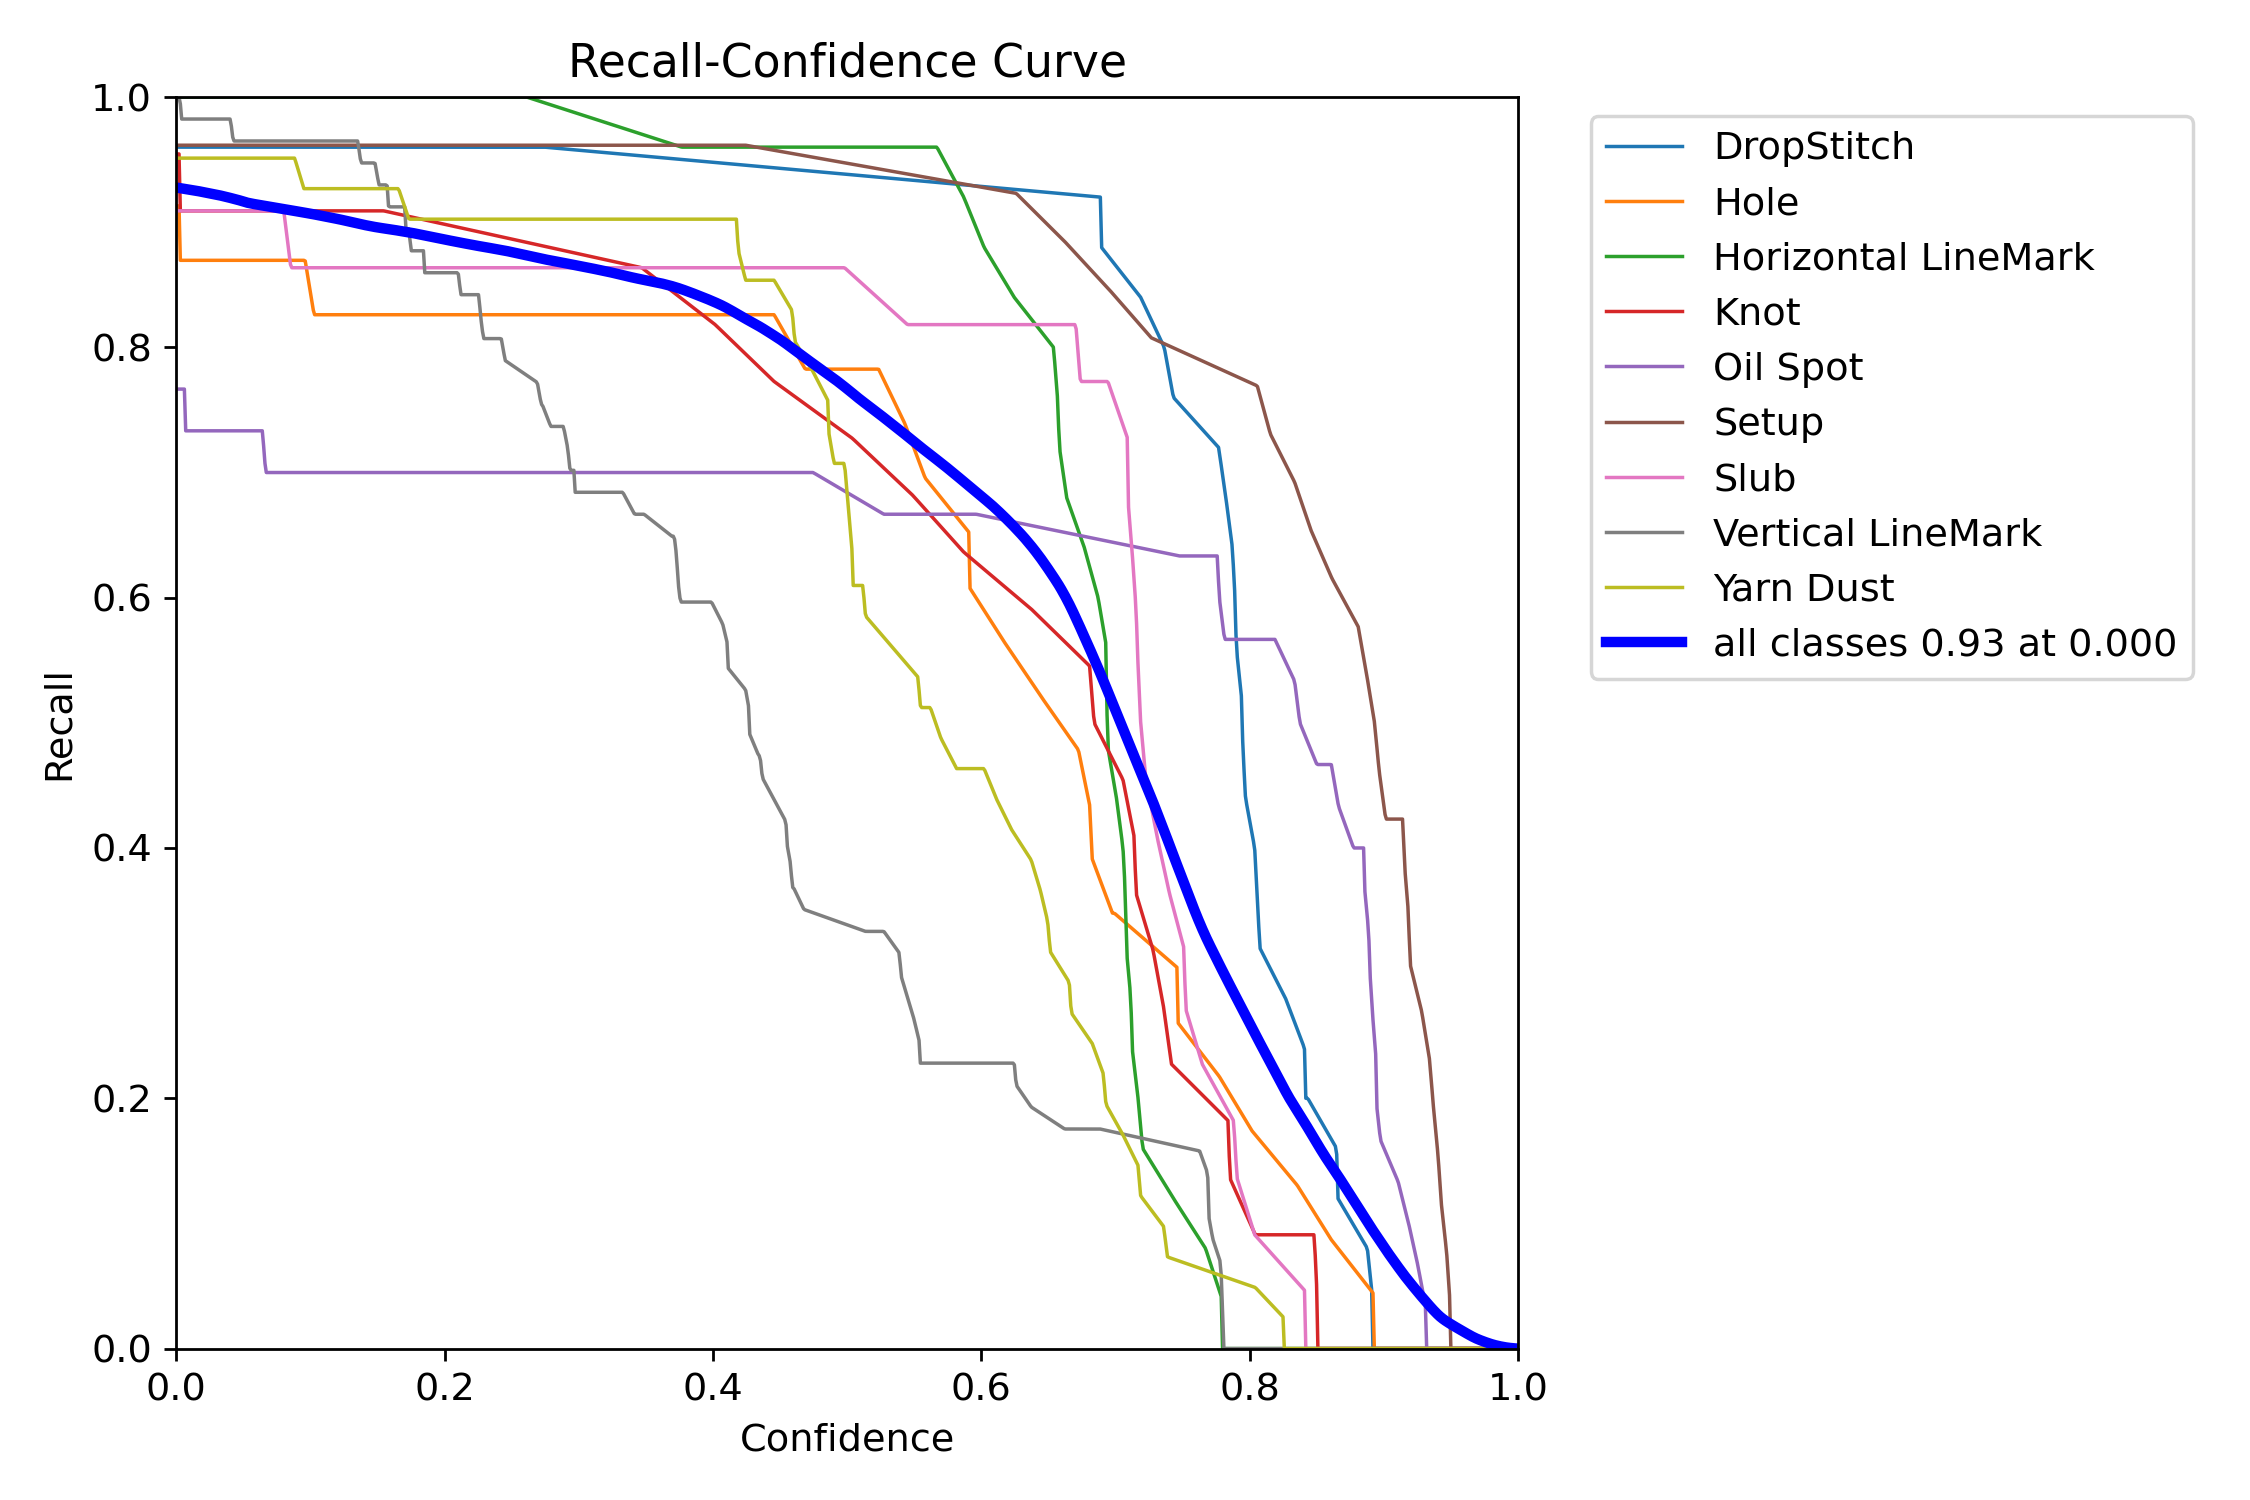 Recall-Confidence Curve
1.0
0.8
0.6
0.4
0.2
0.0
Recall
0.0 0.2 0.4 0.6 0.8 1.0
Confidence
DropStitch
Hole
Horizontal LineMark
Knot
Oil Spot
Setup
Slub
Vertical LineMark
Yarn Dust
all classes 0.93 at 0.000